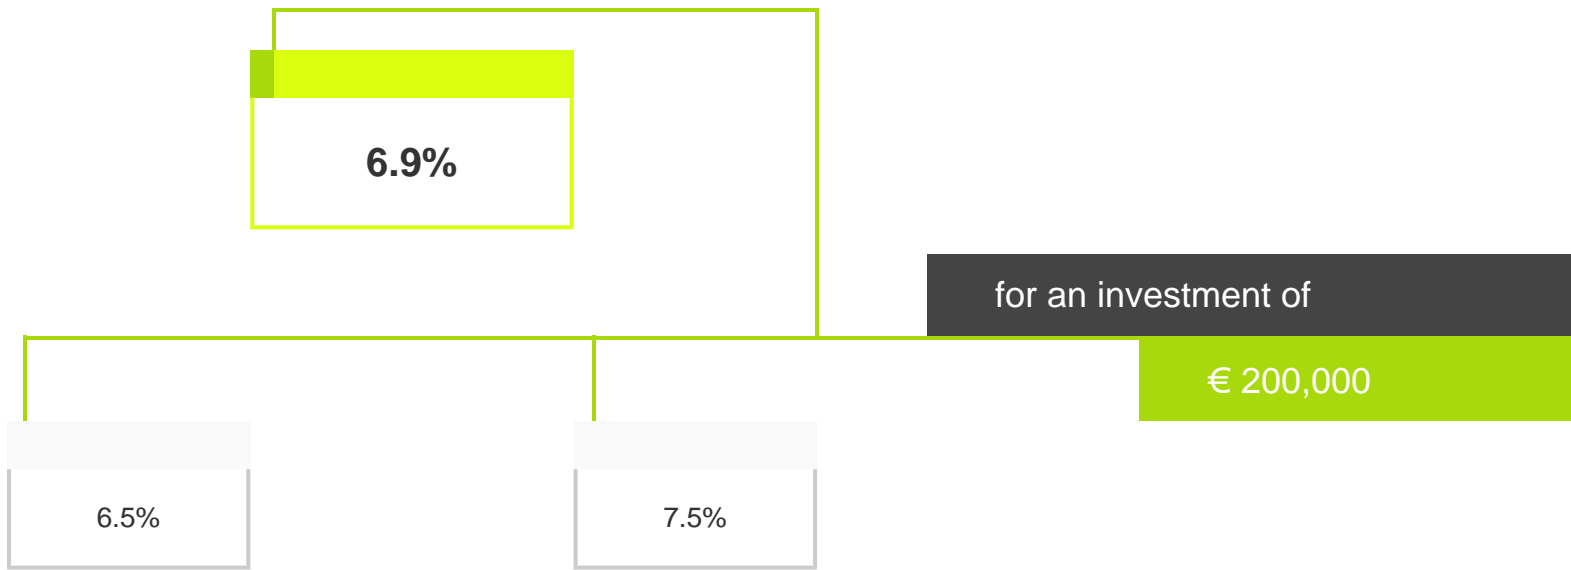 6.9%
for an investment of
€ 200,000
6.5%
7.5%